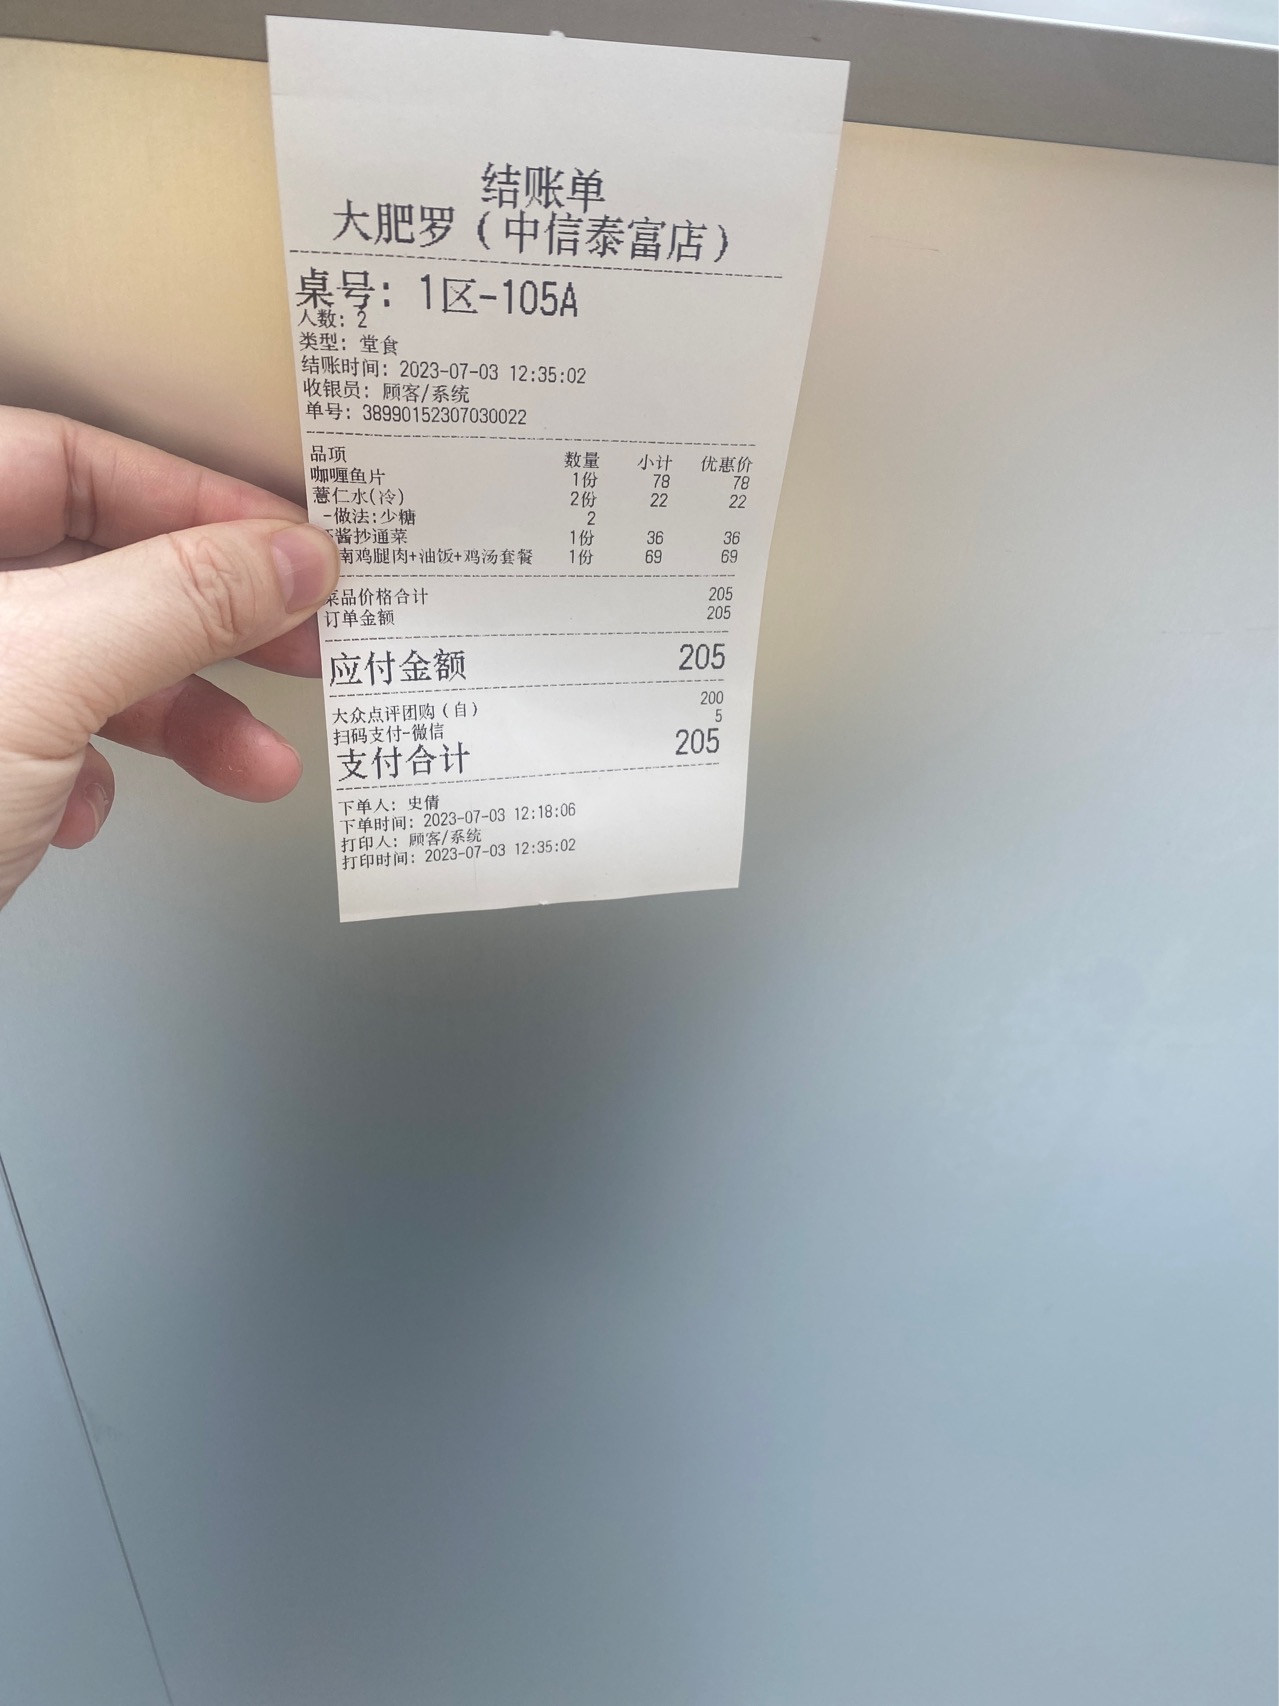 结账单
大肥罗（中信泰富店）
桌号: 1区-105A
人数: 2
类型: 堂食
结账时间: 2023-07-03 12:35:02
收银员: 顾客/系统
单号: 38990152307030022
品项 数量 小计 优惠价
咖喱鱼片 1份 78 78
薏仁水(冷) 2份 22 22
-做法:少糖 2
酱抄通菜 1份 36 36
南鸡腿肉+油饭+鸡汤套餐 1份 69 69
菜品价格合计 205
订单金额 205
应付金额 205
大众点评团购（自） 200
扫码支付-微信 5
支付合计 205
下单人: 史倩
下单时间: 2023-07-03 12:18:06
打印人: 顾客/系统
打印时间: 2023-07-03 12:35:02